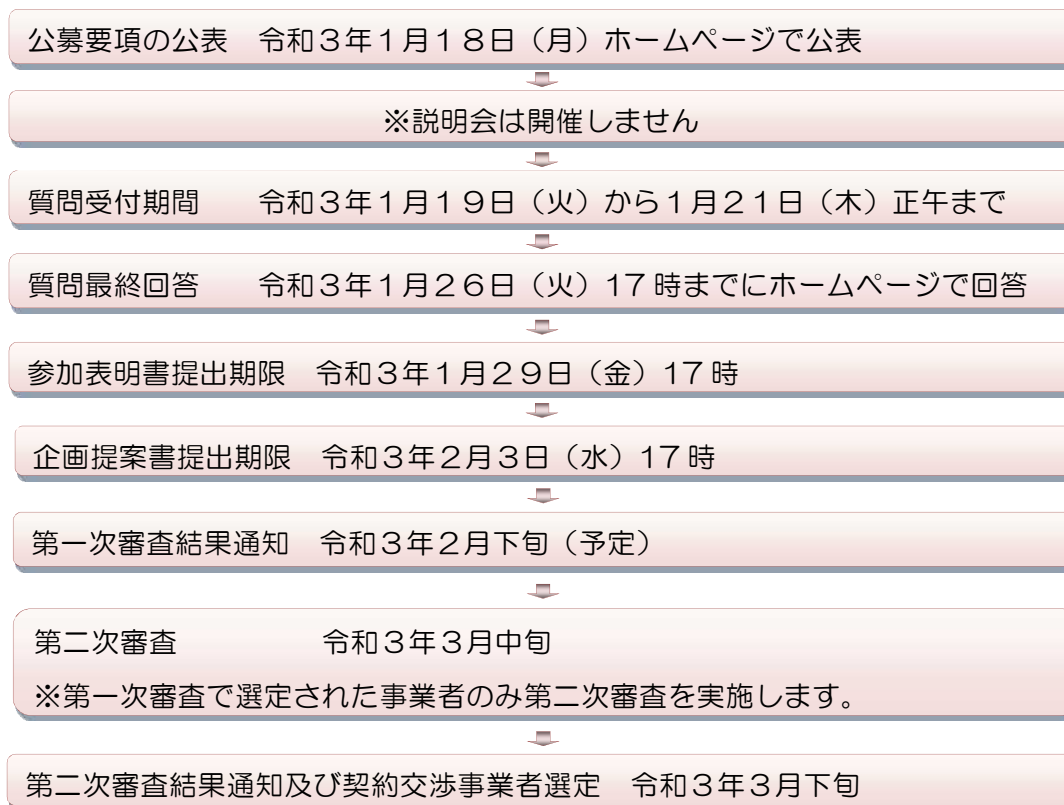 公募要項の公表　令和３年１月１８日（月）ホームページで公表
※説明会は開催しません
質問受付期間　　令和３年１月１９日（火）から１月２１日（木）正午まで
質問最終回答　　令和３年１月２６日（火）17時までにホームページで回答
参加表明書提出期限　令和３年１月２９日（金）17時
企画提案書提出期限　令和３年２月３日（水）17時
第一次審査結果通知　令和３年２月下旬（予定）
第二次審査　　　　　令和３年３月中旬
※第一次審査で選定された事業者のみ第二次審査を実施します。
第二次審査結果通知及び契約交渉事業者選定　令和３年３月下旬